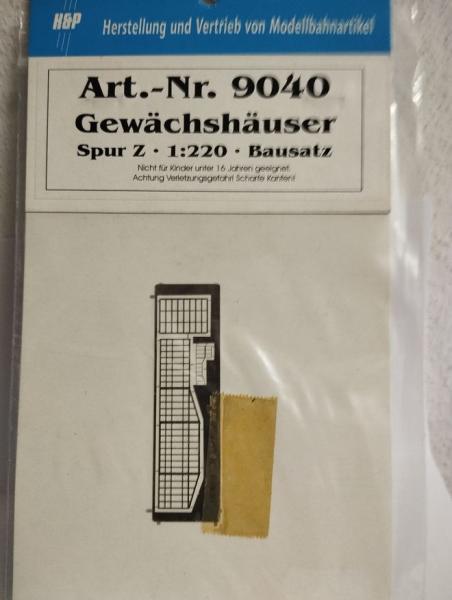 H&P
Herstellung und Vertrieb von Modellbahnartikel
Art.-Nr. 9040
Gewächshäuser
Spur Z · 1:220 · Bausatz
Nicht für Kinder unter 16 Jahren geeignet.
Achtung Verletzungsgefahr! Scharfe Kanten!